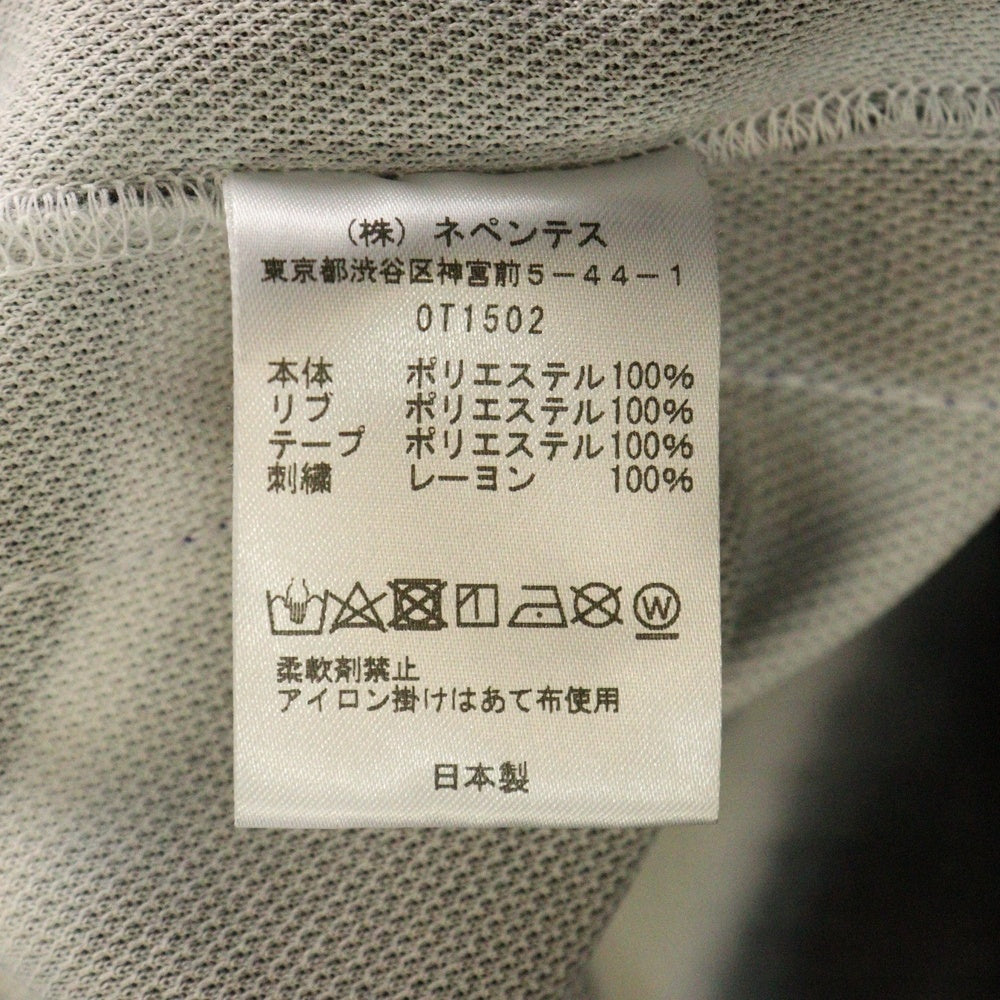 (株) ネペンテス
東京都渋谷区神宮前5-44-1
OT1502
本体 ポリエステル100%
リブ ポリエステル100%
テープ ポリエステル100%
刺繍 レーヨン 100%
W
柔軟剤禁止
アイロン掛けはあて布使用
日本製